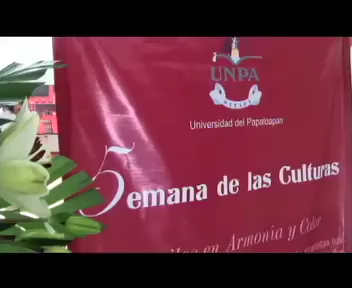 UNPA
Universidad del Papaloapan
Semana de las Culturas
en Armonía y Color